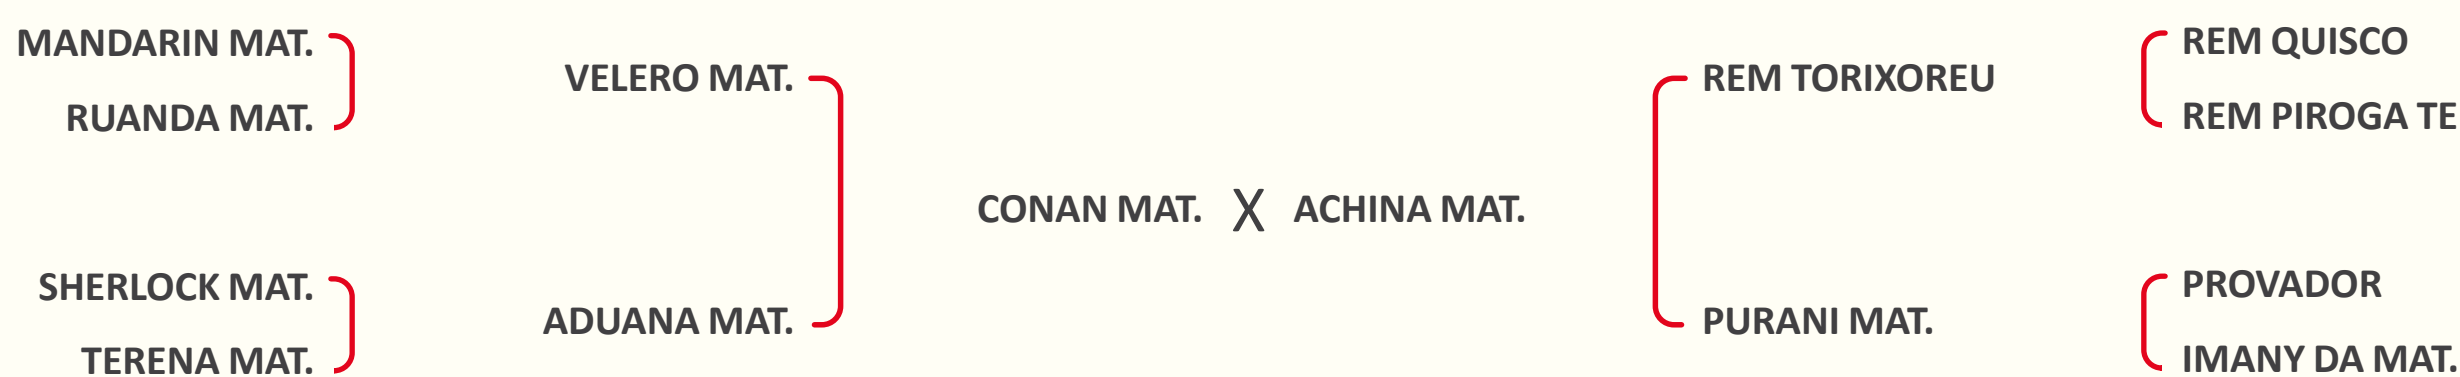 MANDARIN MAT.
RUANDA MAT.
VELERO MAT.
SHERLOCK MAT.
TERENA MAT.
ADUANA MAT.
CONAN MAT. X ACHINA MAT.
REM TORIXOREU
REM QUISCO
REM PIROGA TE
PURANI MAT.
PROVADOR
IMANY DA MAT.